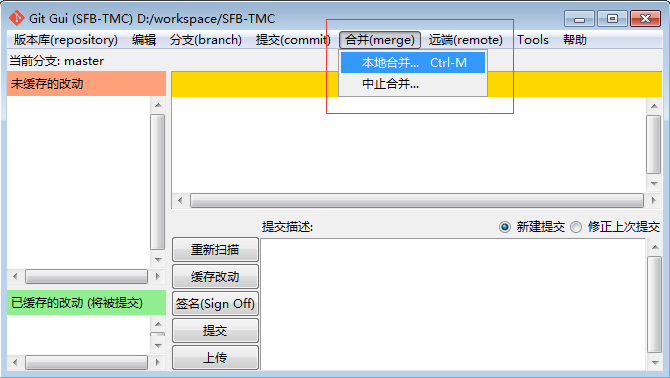 Git Gui (SFB-TMC) D:/workspace/SFB-TMC
版本库(repository) 编辑 分支(branch) 提交(commit) 合并(merge) 远端(remote) Tools 帮助
当前分支: master
本地合并... Ctrl-M
中止合并...
未缓存的改动
提交描述:
新建提交
修正上次提交
重新扫描
缓存改动
已缓存的改动 (将被提交)
签名(Sign Off)
提交
上传